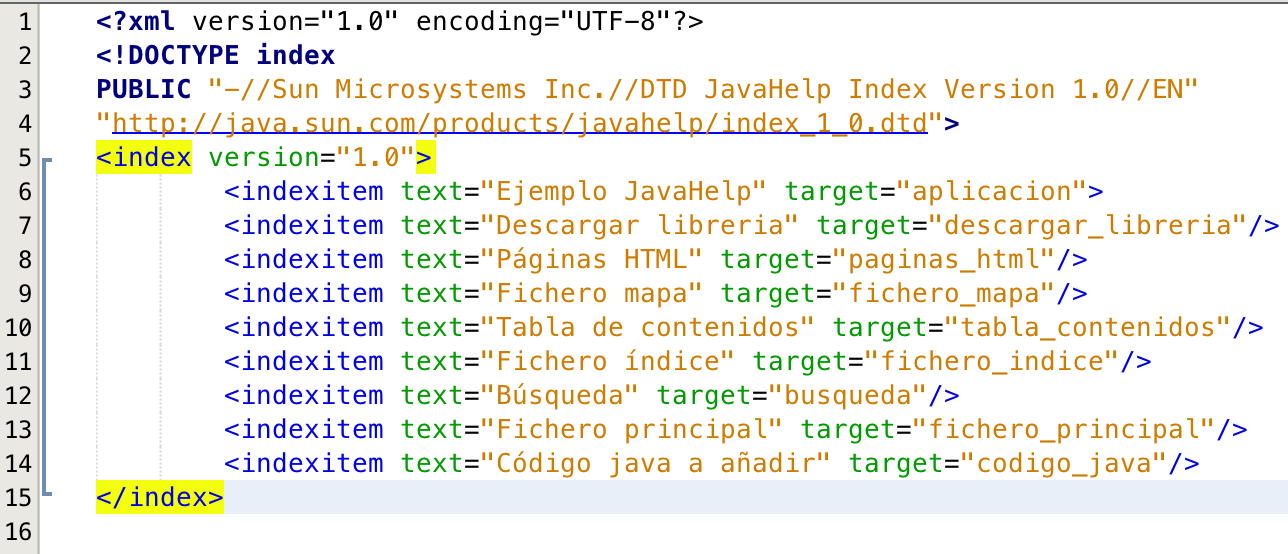 1 <?xml version="1.0" encoding="UTF-8"?>
2 <!DOCTYPE index
3 PUBLIC "-//Sun Microsystems Inc.//DTD JavaHelp Index Version 1.0//EN"
4 "http://java.sun.com/products/javahelp/index_1_0.dtd">
5 <index version="1.0">
6 <indexitem text="Ejemplo JavaHelp" target="aplicacion">
7 <indexitem text="Descargar libreria" target="descargar_libreria"/>
8 <indexitem text="Páginas HTML" target="paginas_html"/>
9 <indexitem text="Fichero mapa" target="fichero_mapa"/>
10 <indexitem text="Tabla de contenidos" target="tabla_contenidos"/>
11 <indexitem text="Fichero índice" target="fichero_indice"/>
12 <indexitem text="Búsqueda" target="busqueda"/>
13 <indexitem text="Fichero principal" target="fichero_principal"/>
14 <indexitem text="Código java a añadir" target="codigo_java"/>
15 </index>
16